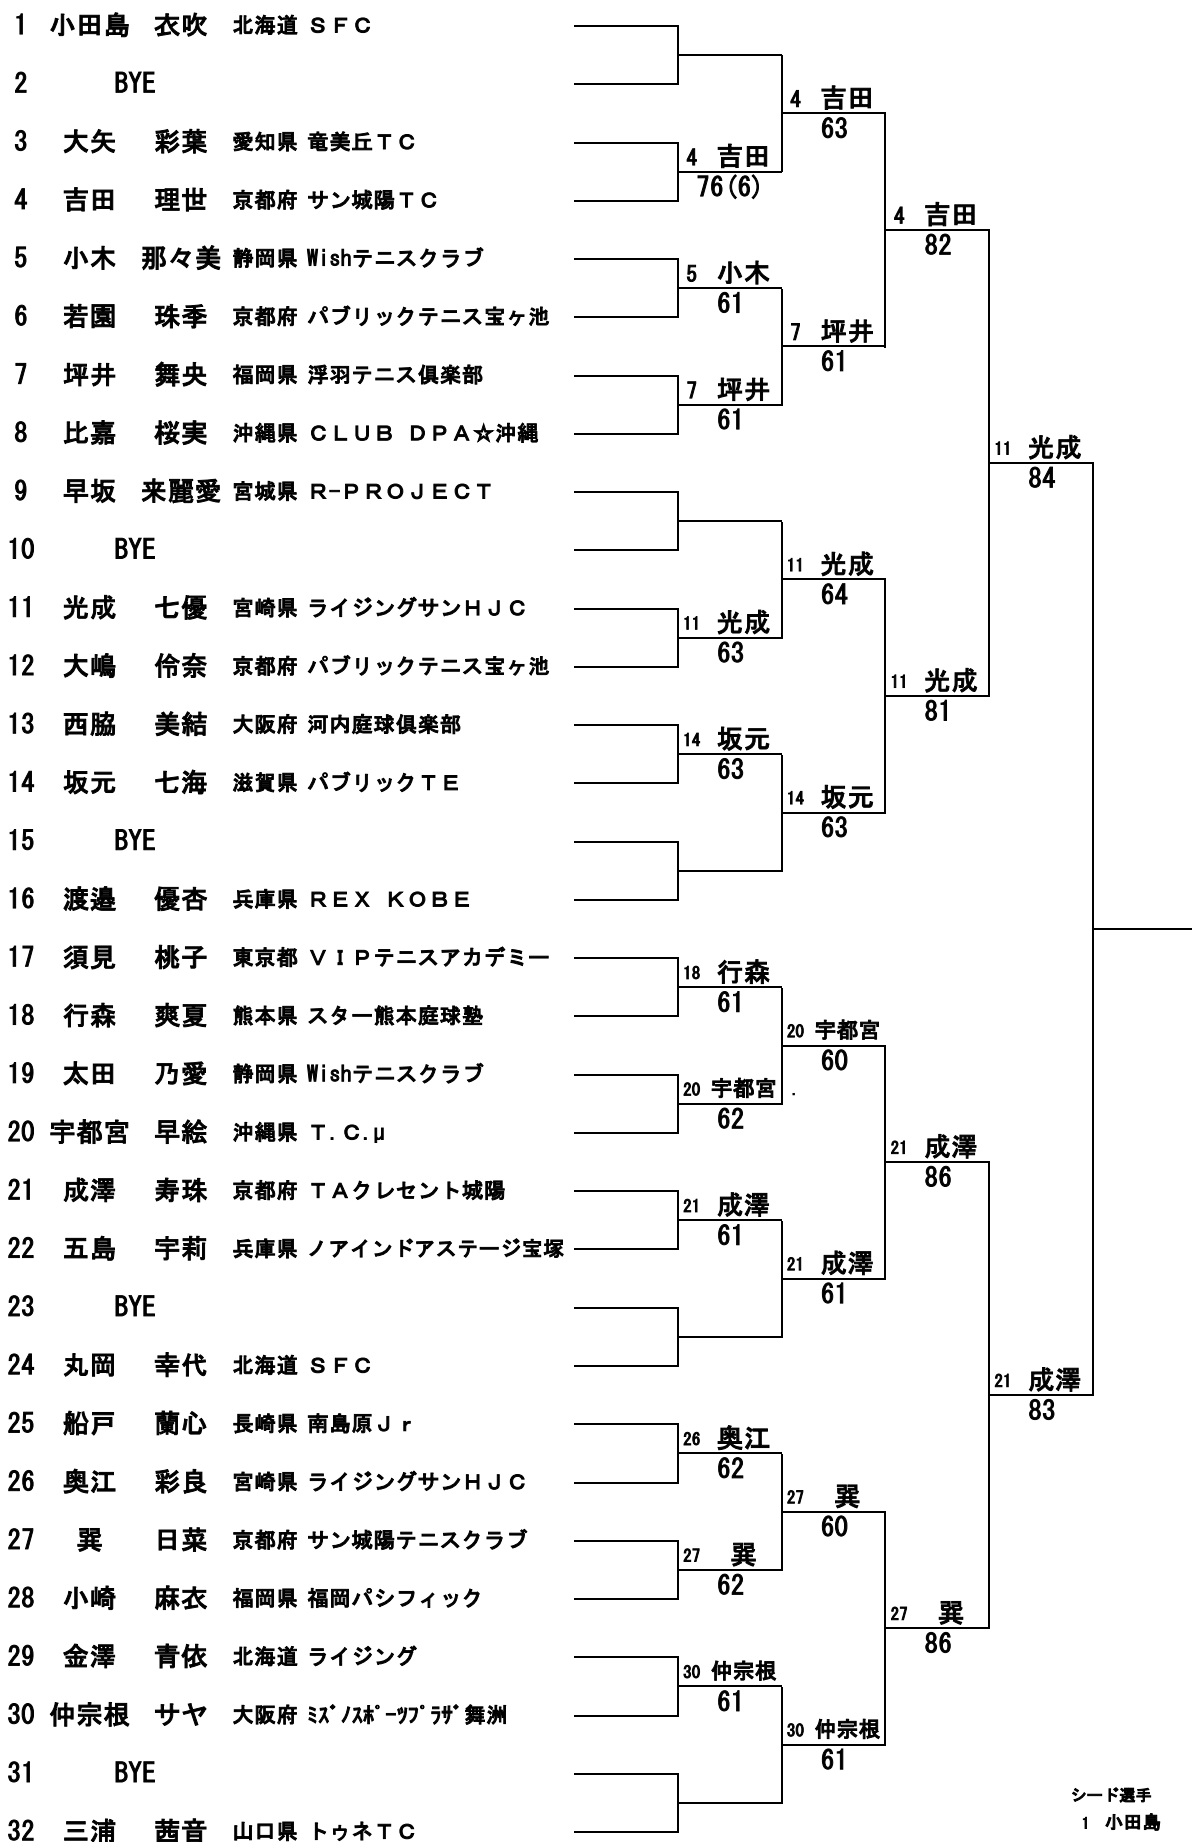 1 小田島 衣吹 北海道 ＳＦＣ
2 BYE
4 吉田
63
3 大矢 彩葉 愛知県 竜美丘ＴＣ
4 吉田
76(6)
4 吉田 理世 京都府 サン城陽ＴＣ
4 吉田
82
5 小木 那々美 静岡県 Wishテニスクラブ
5 小木
61
6 若園 珠季 京都府 パブリックテニス宝ヶ池
7 坪井
61
7 坪井 舞央 福岡県 浮羽テニス倶楽部
7 坪井
61
8 比嘉 桜実 沖縄県 ＣＬＵＢ ＤＰＡ☆沖縄
11 光成
84
9 早坂 来麗愛 宮城県 Ｒ-ＰＲＯＪＥＣＴ
10 BYE
11 光成
64
11 光成 七優 宮崎県 ライジングサンＨＪＣ
11 光成
63
12 大嶋 伶奈 京都府 パブリックテニス宝ヶ池
11 光成
81
13 西脇 美結 大阪府 河内庭球倶楽部
14 坂元
63
14 坂元 七海 滋賀県 パブリックＴＥ
14 坂元
63
15 BYE
16 渡邉 優杏 兵庫県 ＲＥＸ ＫＯＢＥ
17 須見 桃子 東京都 ＶＩＰテニスアカデミー
18 行森
61
18 行森 爽夏 熊本県 スター熊本庭球塾
20 宇都宮
60
19 太田 乃愛 静岡県 Wishテニスクラブ
20 宇都宮 .
62
20 宇都宮 早絵 沖縄県 Ｔ.Ｃ.μ
21 成澤
86
21 成澤 寿珠 京都府 ＴＡクレセント城陽
21 成澤
61
22 五島 宇莉 兵庫県 ノアインドアステージ宝塚
21 成澤
61
23 BYE
24 丸岡 幸代 北海道 ＳＦＣ
21 成澤
83
25 船戸 蘭心 長崎県 南島原Ｊｒ
26 奥江
62
26 奥江 彩良 宮崎県 ライジングサンＨＪＣ
27 巽
60
27 巽 日菜 京都府 サン城陽テニスクラブ
27 巽
62
28 小崎 麻衣 福岡県 福岡パシフィック
27 巽
86
29 金澤 青依 北海道 ライジング
30 仲宗根
61
30 仲宗根 サヤ 大阪府 ﾐｽﾞﾉｽﾎﾟｰﾂﾌﾟﾗｻﾞ舞洲
30 仲宗根
61
31 BYE
シード選手
1 小田島
32 三浦 茜音 山口県 トゥネＴＣ